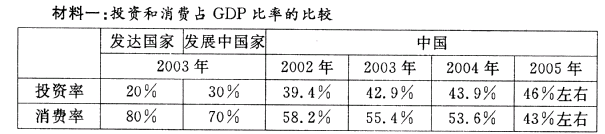 材料一:投资和消费占 GDP 比率的比较
发达国家 发展中国家 中国
2003 年 2002 年 2003 年 2004 年 2005 年
投资率 20% 30% 39.4% 42.9% 43.9% 46%左右
消费率 80% 70% 58.2% 55.4% 53.6% 43%左右